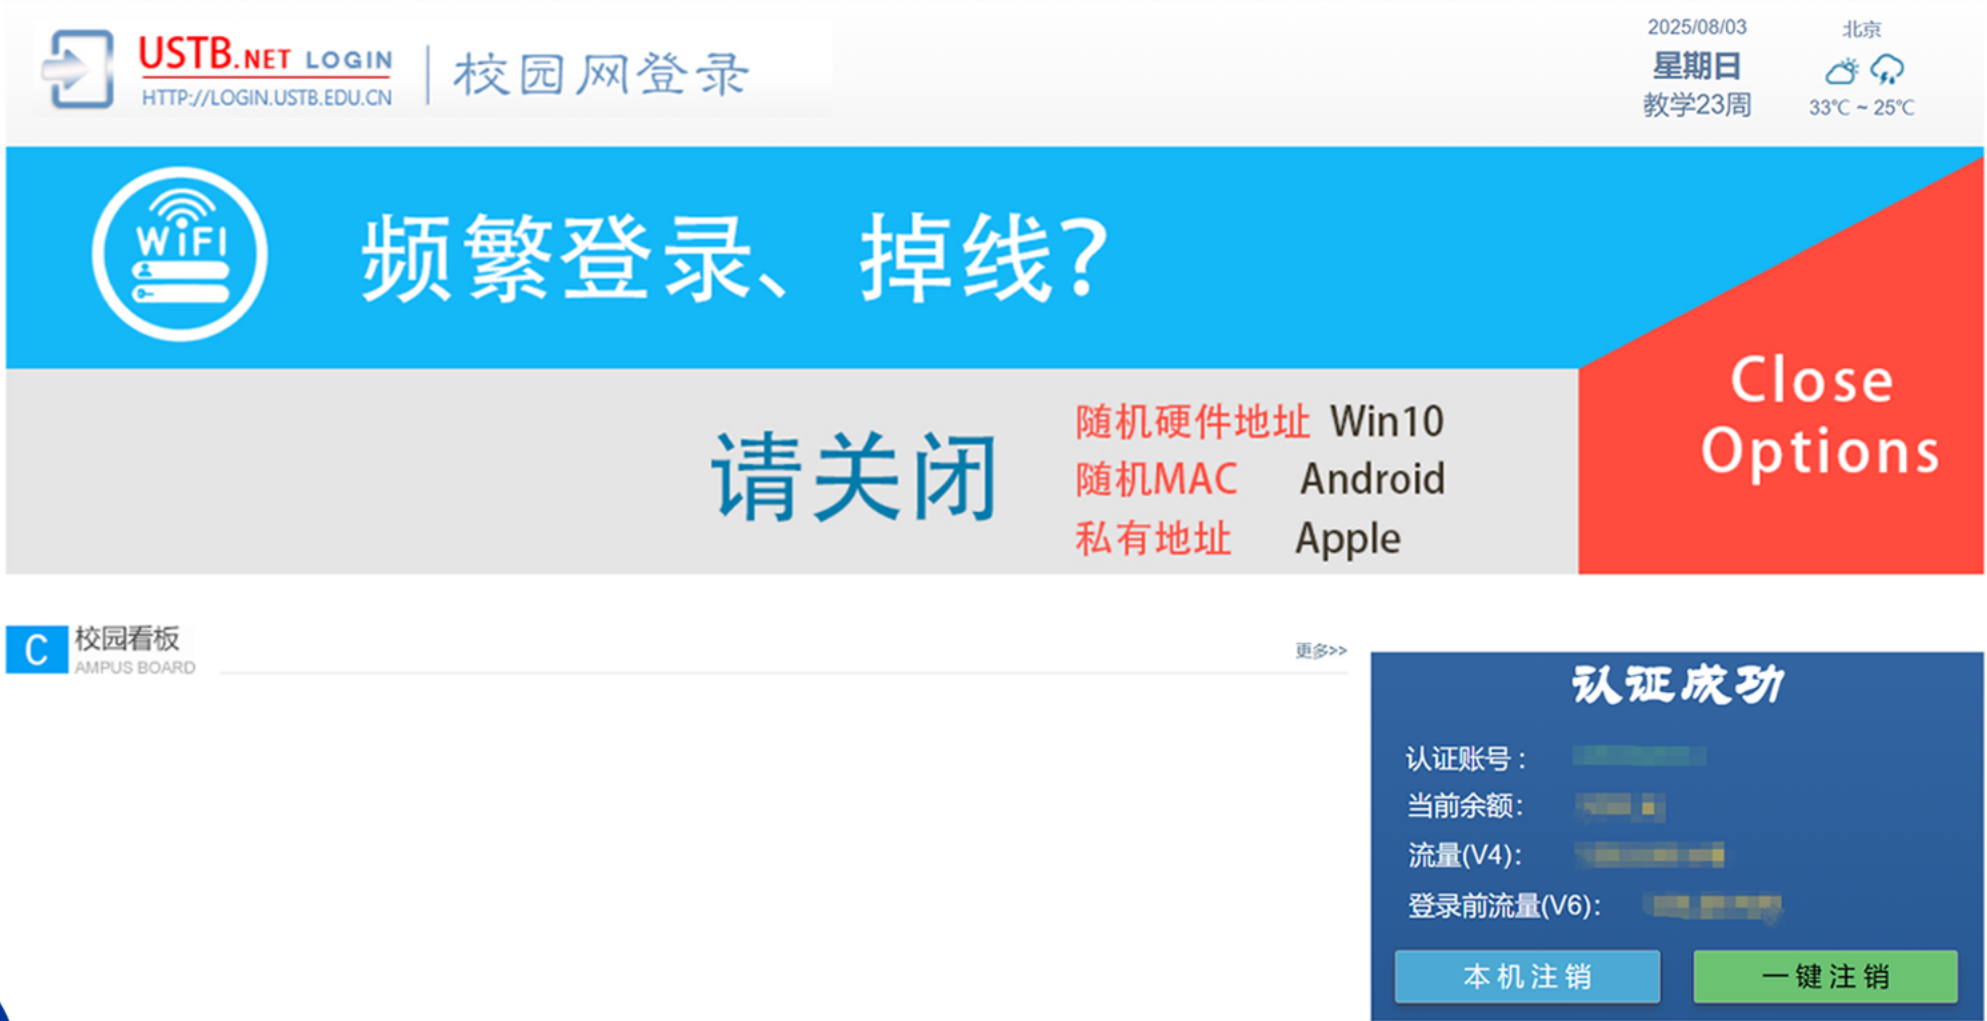 USTB.NET LOGIN
HTTP://LOGIN.USTB.EDU.CN
校园网登录
2025/08/03
星期日
教学23周
北京
33℃ ~ 25℃
WiFi
频繁登录、掉线？
请关闭
随机硬件地址 Win10
随机MAC Android
私有地址 Apple
Close
Options
C 校园看板
AMPUS BOARD
更多>>
认证成功
认证账号：
当前余额：
流量(V4)：
登录前流量(V6)：
本机注销
一键注销